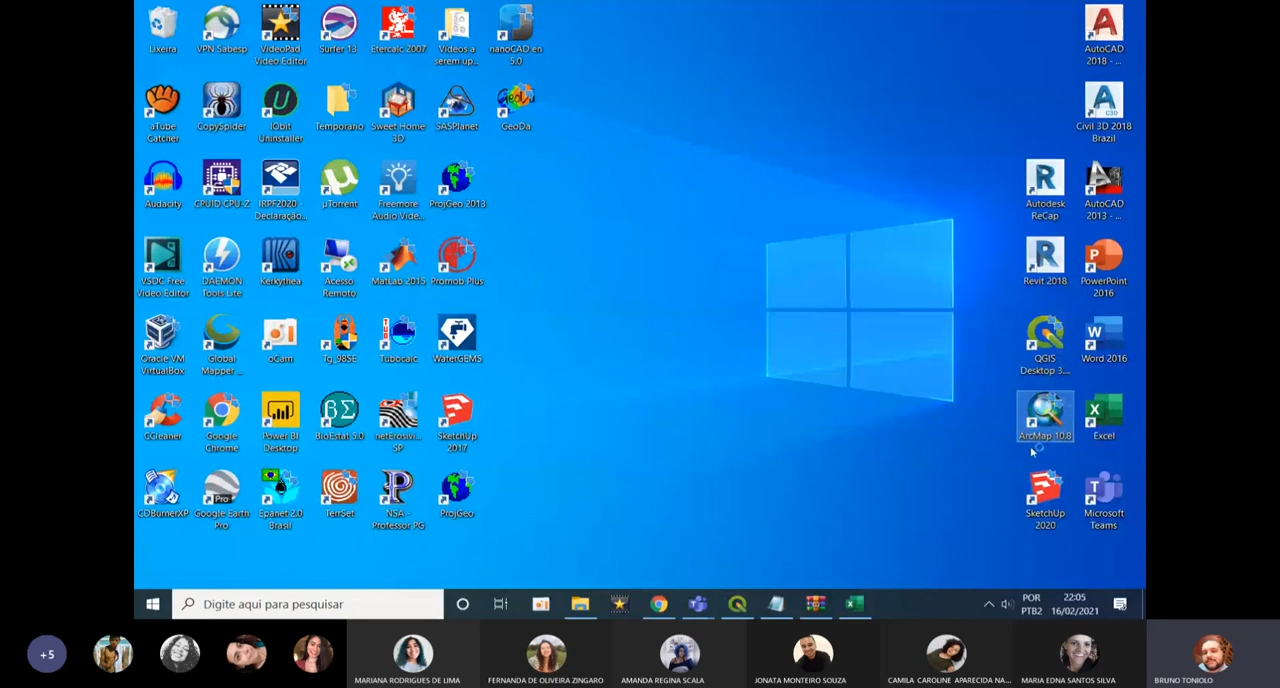 Lixeira
VPN Sabesp
VideoPad
Video Editor
Surfer 13
Etercalc 2007
Vídeos a
serem up...
nanoCAD en
5.0
AutoCAD
2018 - ...
aTube
Catcher
CopySpider
IObit
Uninstaller
Temporario
Sweet Home
3D
SASPlanet
GeoDa
Civil 3D 2018
Brazil
Audacity
CPUID CPU-Z
IRPF2020 -
Declaração...
µTorrent
Freemore
Audio Vide...
ProjGeo 2013
Autodesk
ReCap
AutoCAD
2013 - ...
VSDC Free
Video Editor
DAEMON
Tools Lite
Kerkythea
Acesso
Remoto
MatLab 2015
Promob Plus
Revit 2018
PowerPoint
2016
Oracle VM
VirtualBox
Global
Mapper ...
oCam
Tg_98SE
Tubocalc
WaterGEMS
QGIS
Desktop 3....
Word 2016
CCleaner
Google
Chrome
Power BI
Desktop
BioEstat 5.0
netErosivi...
SP
SketchUp
2017
ArcMap 10.8
Excel
CDBurnerXP
Google Earth
Pro
Epanet 2.0
Brasil
TerrSet
NSA -
Professor PG
ProjGeo
SketchUp
2020
Microsoft
Teams
Digite aqui para pesquisar
POR
PTB2
22:05
16/02/2021
+5
MARIANA RODRIGUES DE LIMA
FERNANDA DE OLIVEIRA ZINGARO
AMANDA REGINA SCALA
JONATA MONTEIRO SOUZA
CAMILA CAROLINE APARECIDA NA...
MARIA EDNA SANTOS SILVA
BRUNO TONIOLO